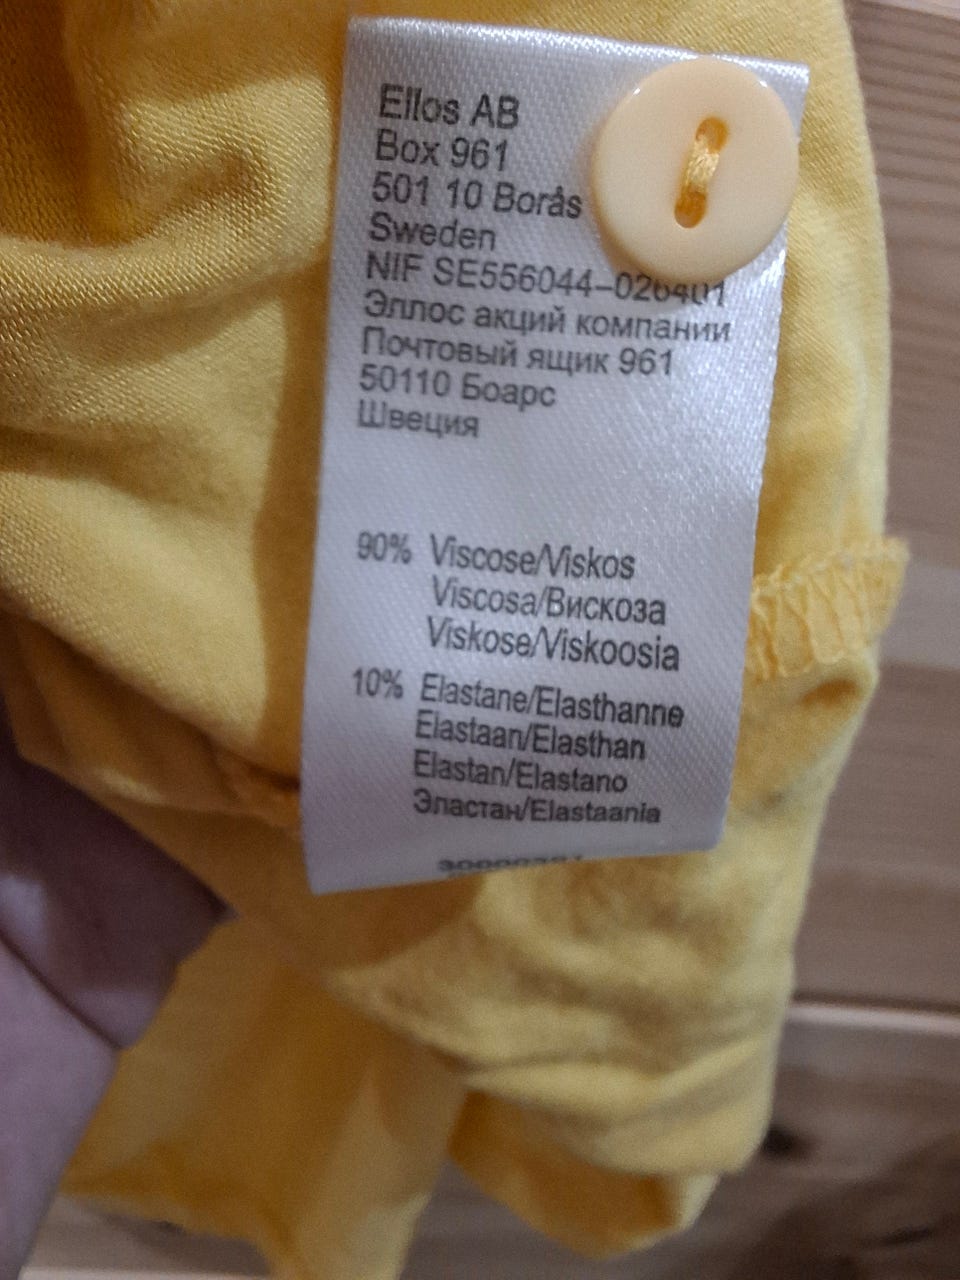 Ellos AB
Box 961
501 10 Borås
Sweden
NIF SE556044-026401
Эллос акций компании
Почтовый ящик 961
50110 Боарс
Швеция
90% Viscose/Viskos
Viscosa/Вискоза
Viskose/Viskoosia
10% Elastane/Elasthanne
Elastaan/Elasthan
Elastan/Elastano
Эластан/Elastaania